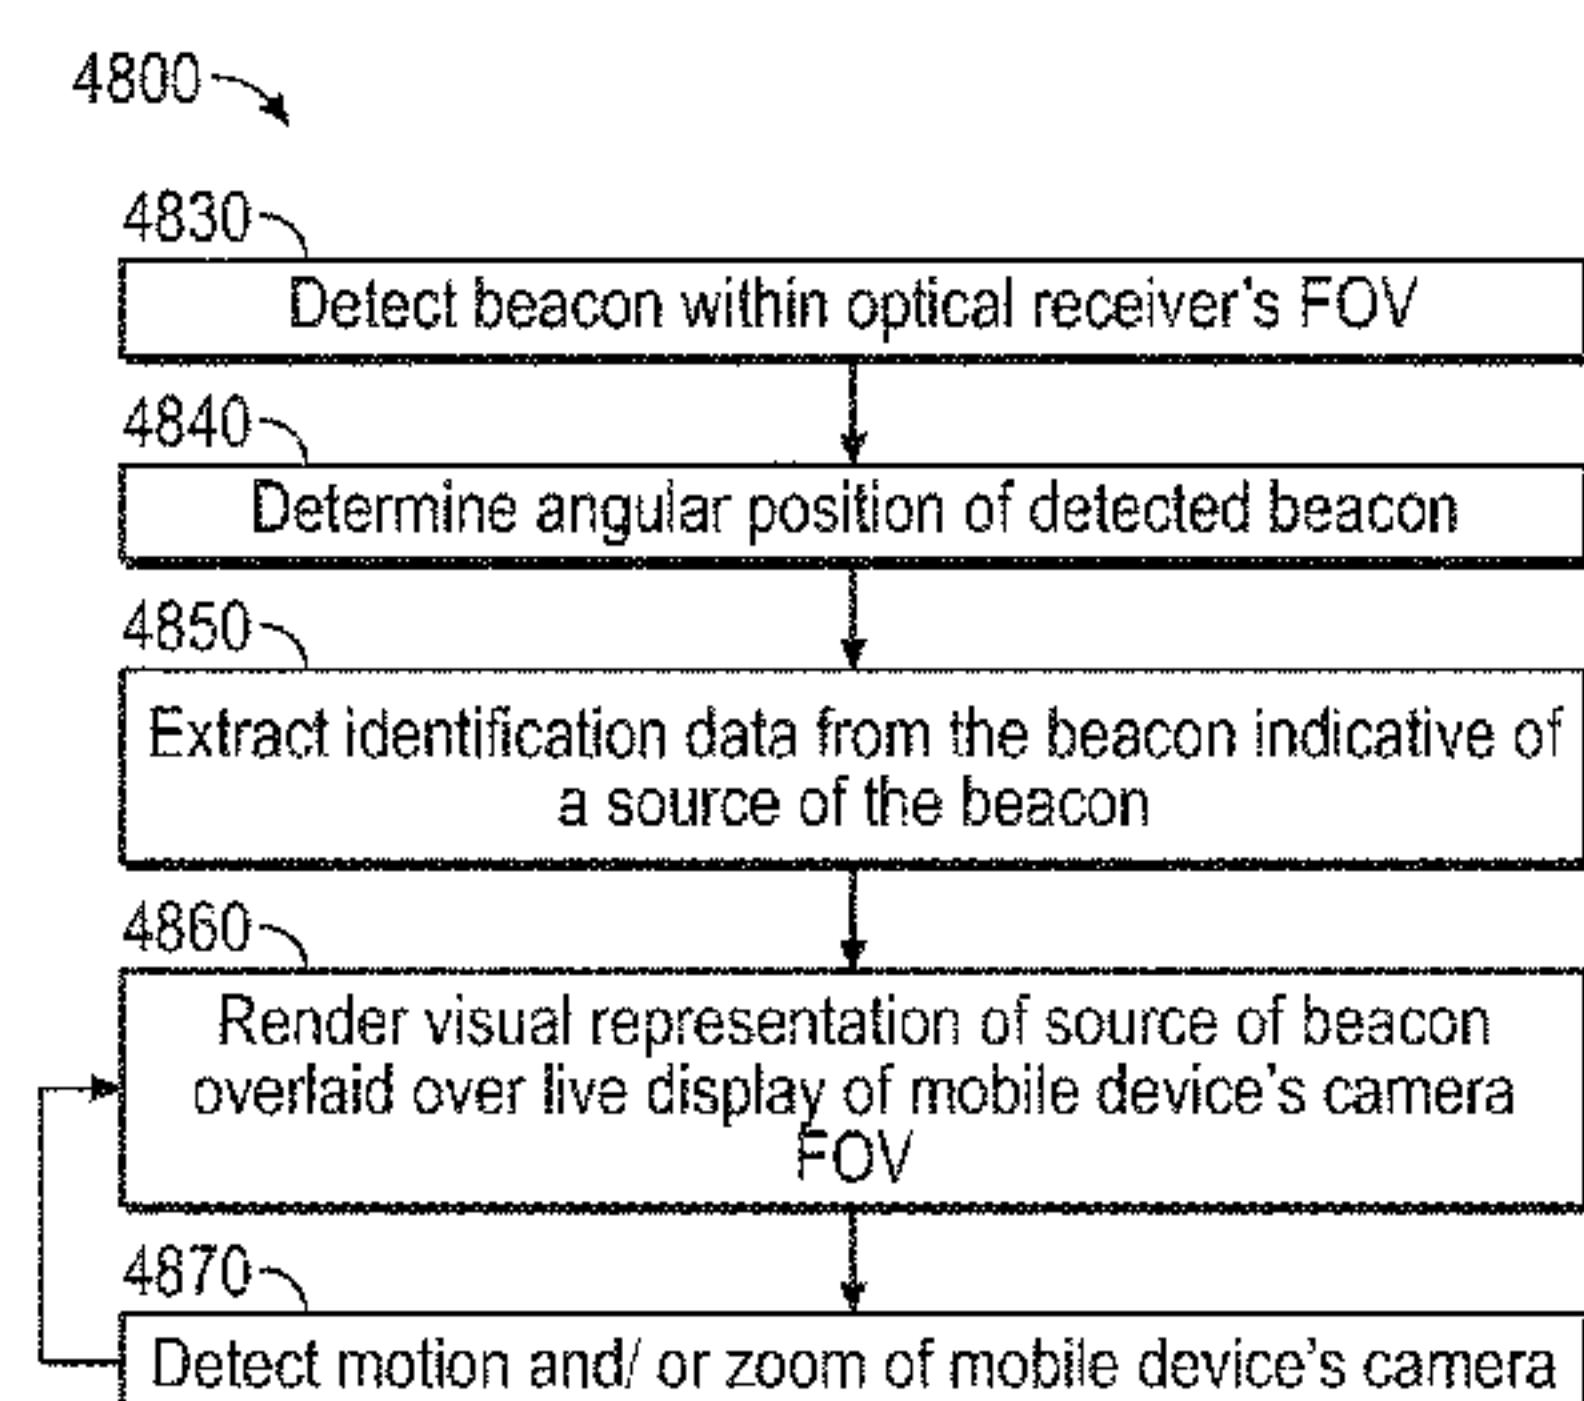 4800
4830
Detect beacon within optical receiver's FOV
4840
Determine angular position of detected beacon
4850
Extract identification data from the beacon indicative of
a source of the beacon
4860
Render visual representation of source of beacon
overlaid over live display of mobile device's camera
FOV
4870
Detect motion and/ or zoom of mobile device's camera